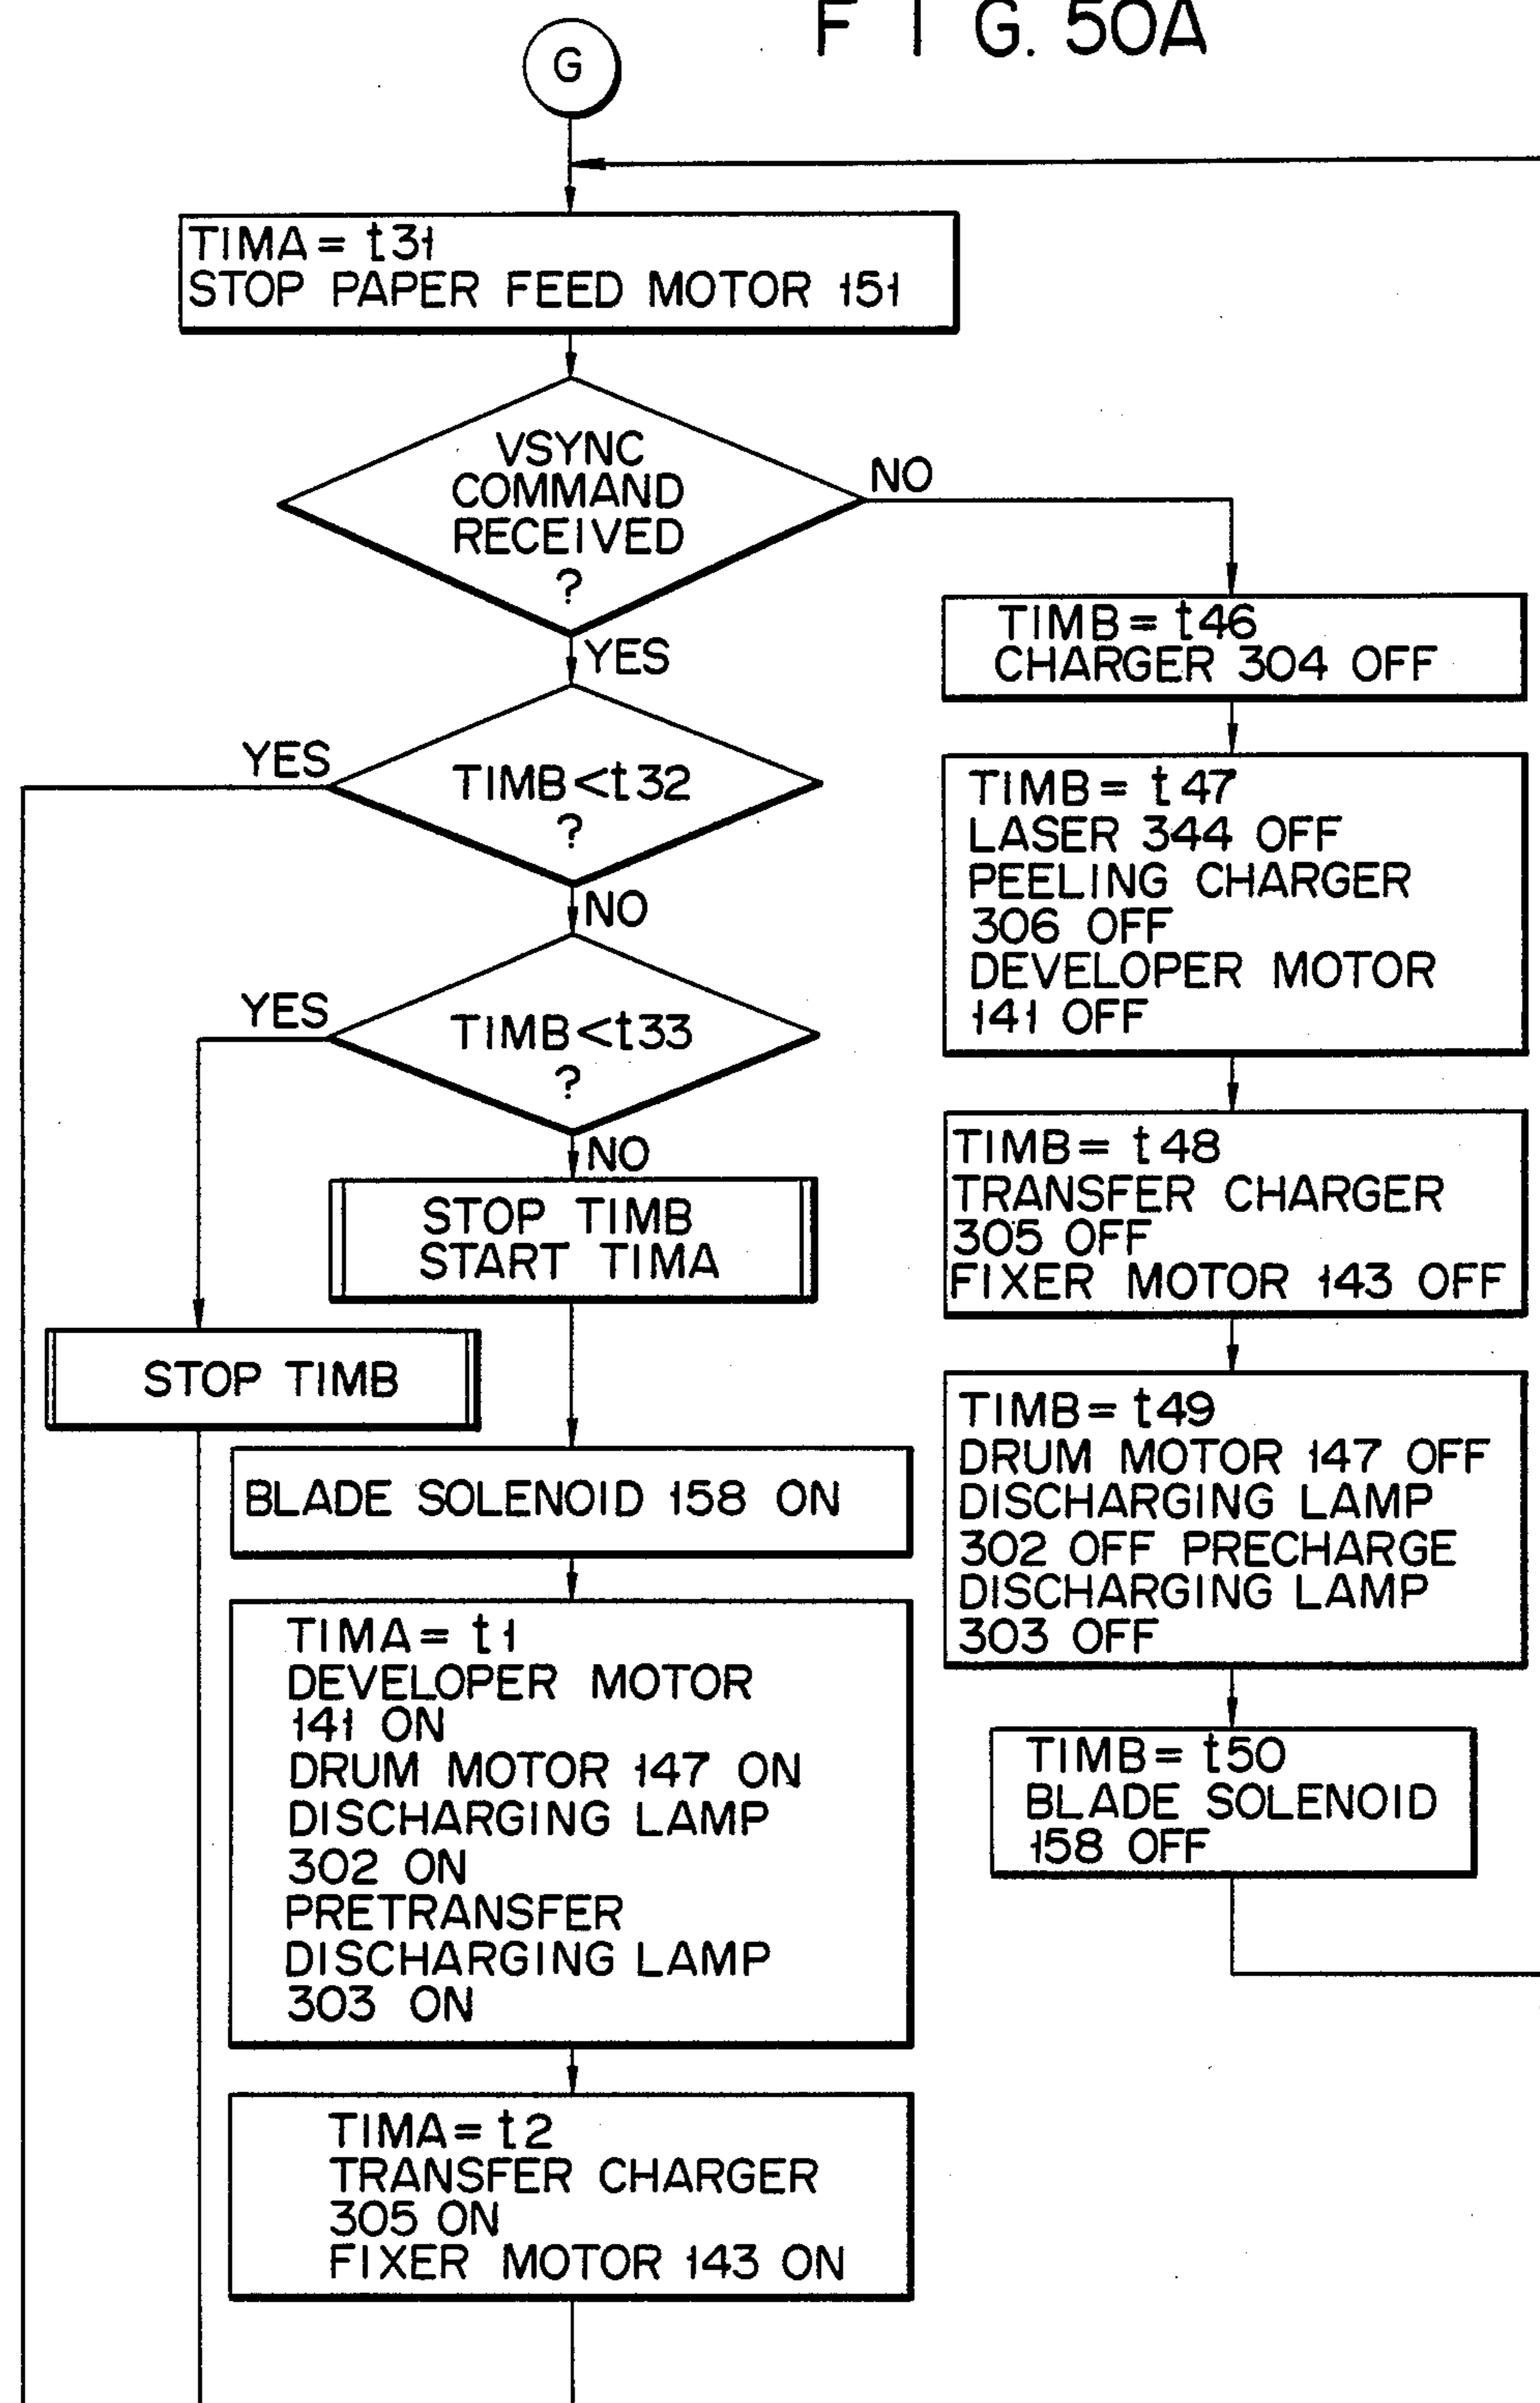 F I G. 50A
G
TIMA = t31
STOP PAPER FEED MOTOR 151
VSYNC
COMMAND
RECEIVED
?
NO
YES
TIMB = t46
CHARGER 304 OFF
YES
TIMB < t32
?
NO
TIMB = t47
LASER 344 OFF
PEELING CHARGER
306 OFF
DEVELOPER MOTOR
141 OFF
YES
TIMB < t33
?
NO
TIMB = t48
TRANSFER CHARGER
305 OFF
FIXER MOTOR 143 OFF
STOP TIMB
START TIMA
STOP TIMB
TIMB = t49
DRUM MOTOR 147 OFF
DISCHARGING LAMP
302 OFF PRECHARGE
DISCHARGING LAMP
303 OFF
BLADE SOLENOID 158 ON
TIMA = t1
DEVELOPER MOTOR
141 ON
DRUM MOTOR 147 ON
DISCHARGING LAMP
302 ON
PRETRANSFER
DISCHARGING LAMP
303 ON
TIMB = t50
BLADE SOLENOID
158 OFF
TIMA = t2
TRANSFER CHARGER
305 ON
FIXER MOTOR 143 ON